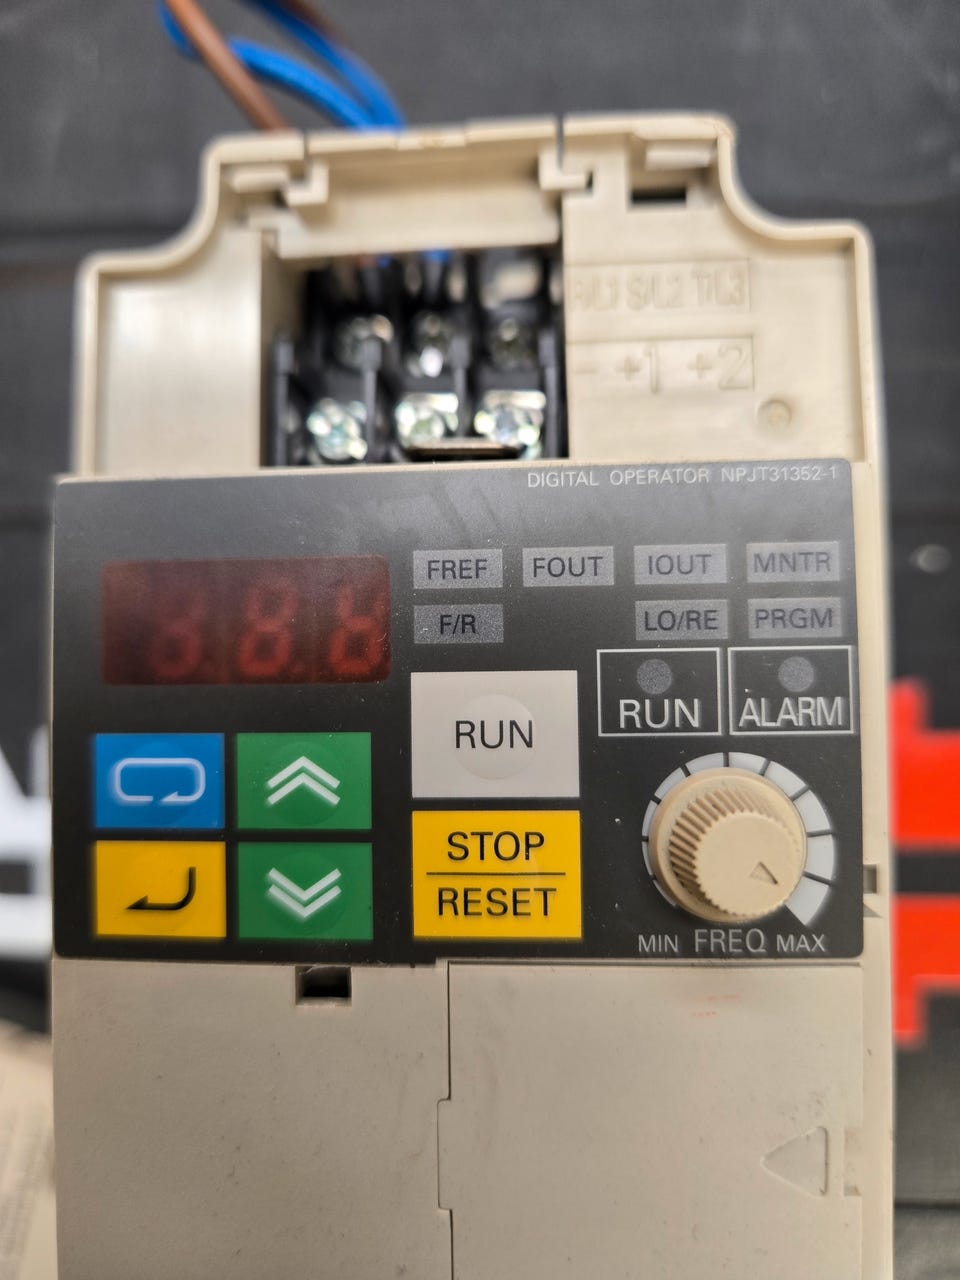 R/L1 S/L2 T/L3
- +1 +2
DIGITAL OPERATOR NPJT31352-1
FREF FOUT IOUT MNTR
F/R LO/RE PRGM
RUN ALARM
RUN
STOP
RESET
MIN FREQ MAX